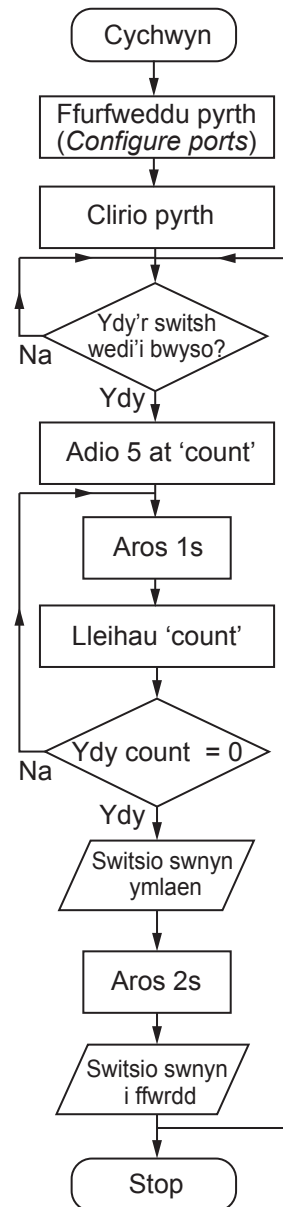 Cychwyn
Ffurfweddu pyrth
(Configure ports)
Clirio pyrth
Ydy'r switsh
wedi'i bwyso?
Na
Ydy
Adio 5 at ‘count’
Aros 1s
Lleihau ‘count’
Ydy count = 0
Na
Ydy
Switsio swnyn
ymlaen
Aros 2s
Switsio swnyn
i ffwrdd
Stop